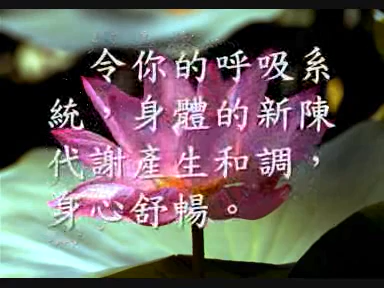 令你的呼吸系
統，身體的新陳
代謝產生和調，
身心舒暢。